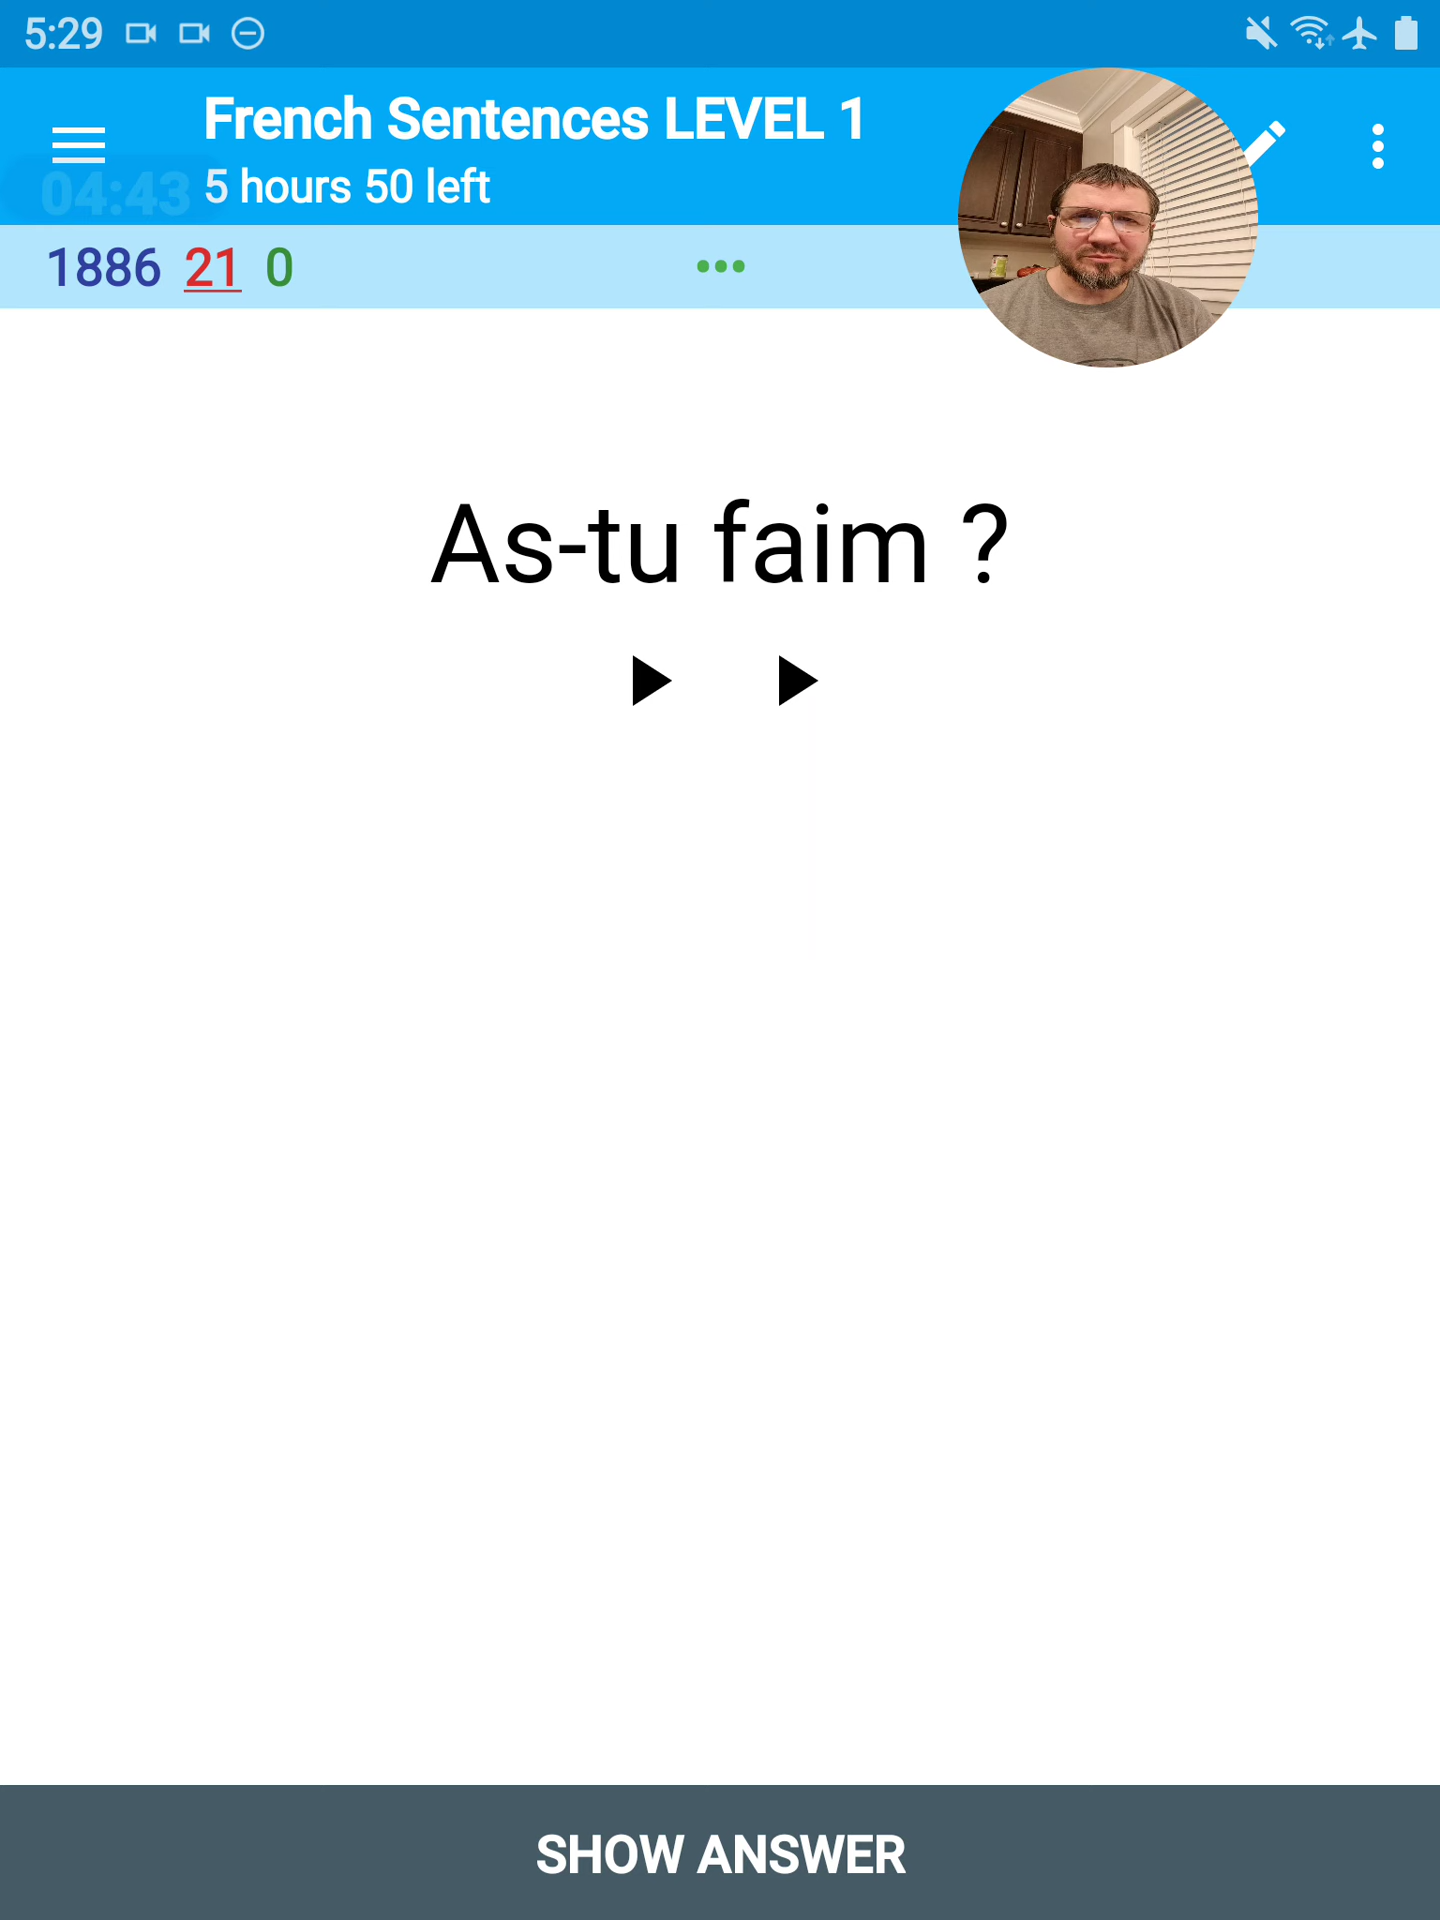 5:29
French Sentences LEVEL 1
04:43 5 hours 50 left
1886 21 0
As-tu faim ?
SHOW ANSWER